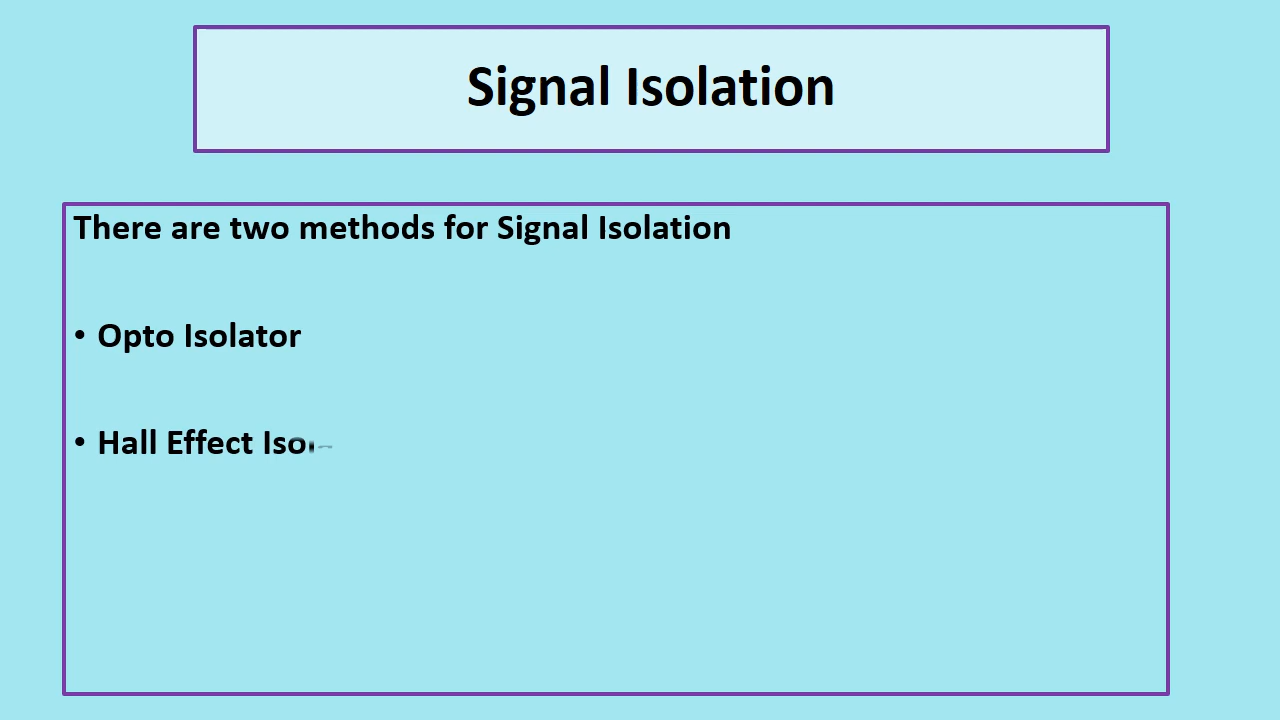 Signal Isolation
There are two methods for Signal Isolation
• Opto Isolator
• Hall Effect